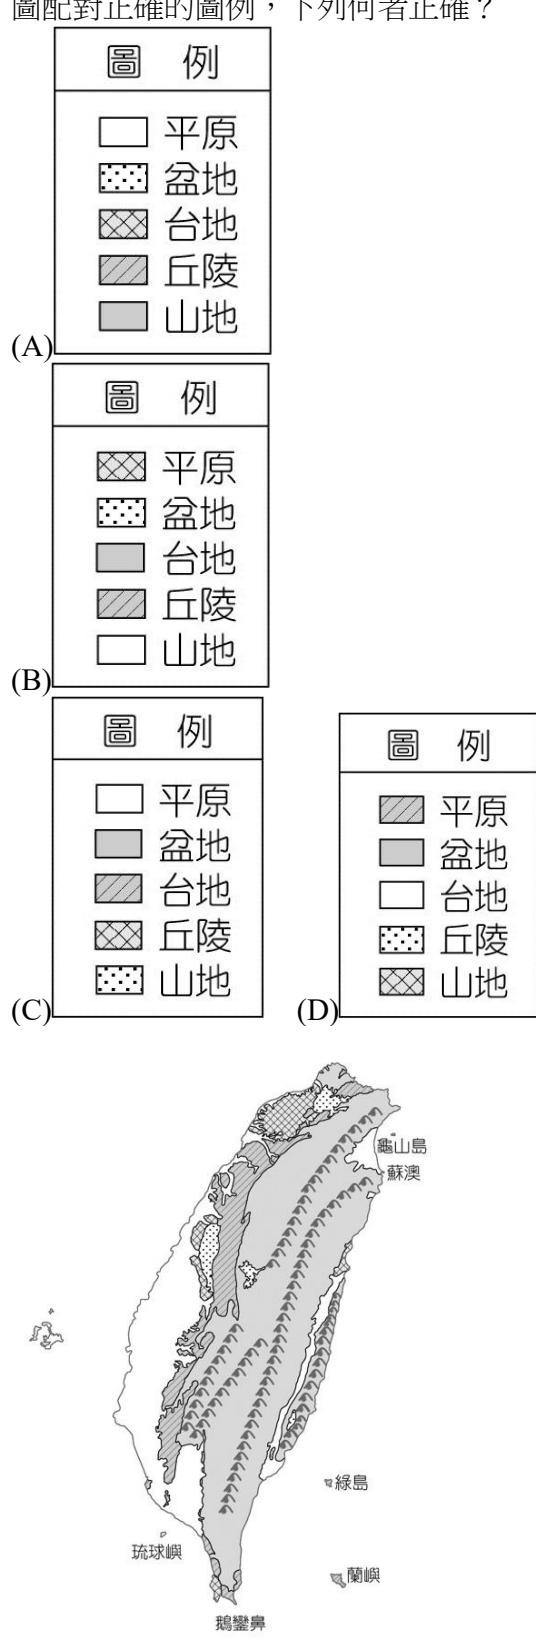 圖配對正確的圖例，下列何者正確？
圖 例
平原
盆地
台地
丘陵
山地
(A)
圖 例
平原
盆地
台地
丘陵
山地
(B)
圖 例
平原
盆地
台地
丘陵
山地
(C)
圖 例
平原
盆地
台地
丘陵
山地
(D)
龜山島
蘇澳
綠島
琉球嶼
蘭嶼
鵝鑾鼻